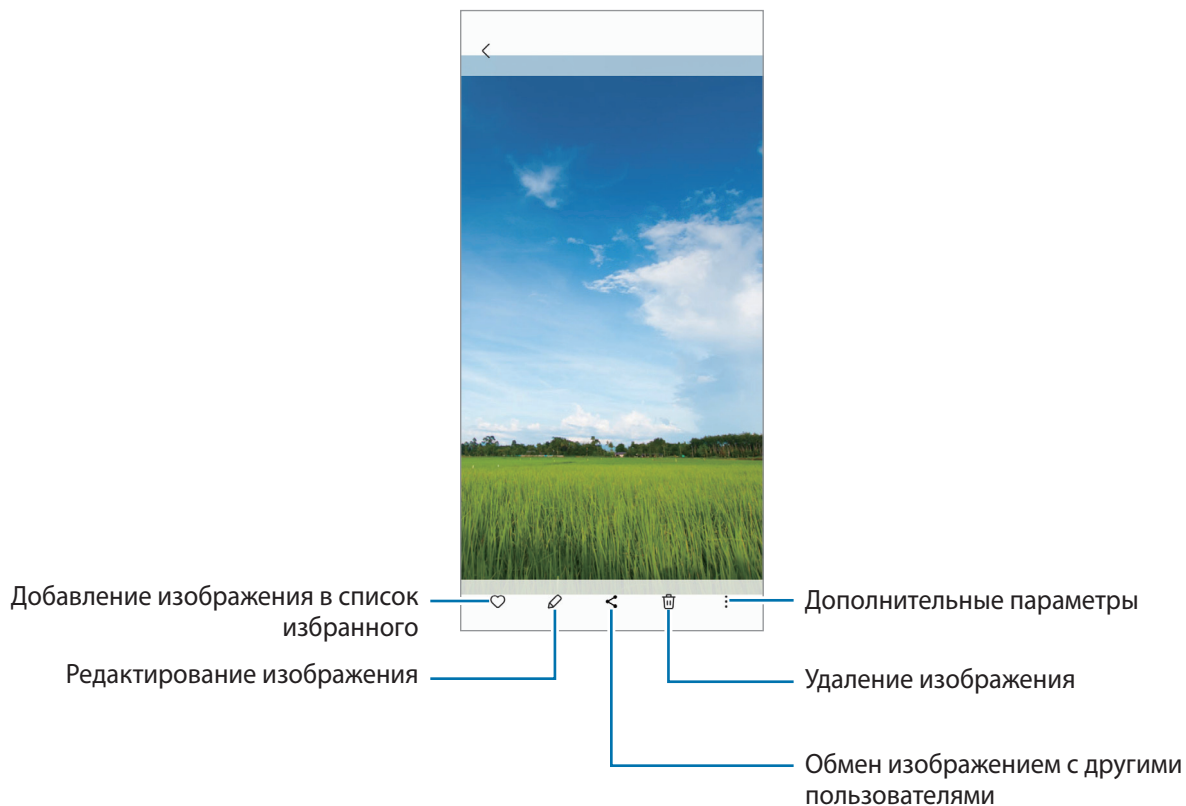 Добавление изображения в список
избранного
Дополнительные параметры
Редактирование изображения
Удаление изображения
Обмен изображением с другими
пользователями